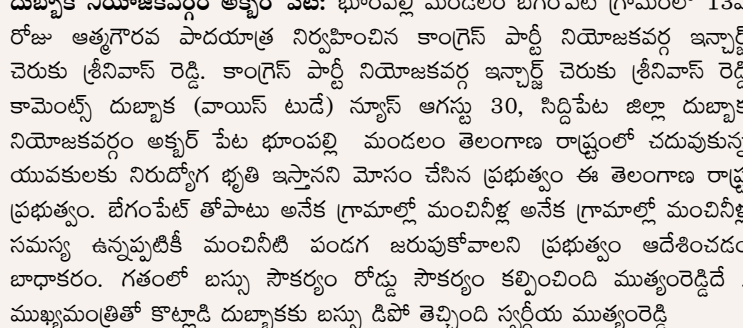 దుబ్బాక నియోజకవర్గం అక్బర్ పేట: భూంపల్లి మండలం బేగంపేట గ్రామంలో 13వ
రోజు ఆత్మగౌరవ పాదయాత్ర నిర్వహించిన కాంగ్రెస్ పార్టీ నియోజకవర్గ ఇన్చార్జ్
చెరుకు శ్రీనివాస్ రెడ్డి. కాంగ్రెస్ పార్టీ నియోజకవర్గ ఇన్చార్జ్ చెరుకు శ్రీనివాస్ రెడ్డి
కామెంట్స్ దుబ్బాక (వాయిస్ టుడే) న్యూస్ ఆగస్టు 30, సిద్దిపేట జిల్లా దుబ్బాక
నియోజకవర్గం అక్బర్ పేట భూంపల్లి మండలం తెలంగాణ రాష్ట్రంలో చదువుకున్న
యువకులకు నిరుద్యోగ భృతి ఇస్తానని మోసం చేసిన ప్రభుత్వం ఈ తెలంగాణ రాష్ట్ర
ప్రభుత్వం. బేగంపేట్ తోపాటు అనేక గ్రామాల్లో మంచినీళ్ల అనేక గ్రామాల్లో మంచినీళ్ల
సమస్య ఉన్నప్పటికీ మంచినీటి పండగ జరుపుకోవాలని ప్రభుత్వం ఆదేశించడం
బాధాకరం. గతంలో బస్సు సౌకర్యం రోడ్డు సౌకర్యం కల్పించింది ముత్యంరెడ్డిదే .
ముఖ్యమంత్రితో కొట్లాడి దుబ్బాకకు బస్సు డిపో తెచ్చింది స్వర్గీయ ముత్యంరెడ్డి